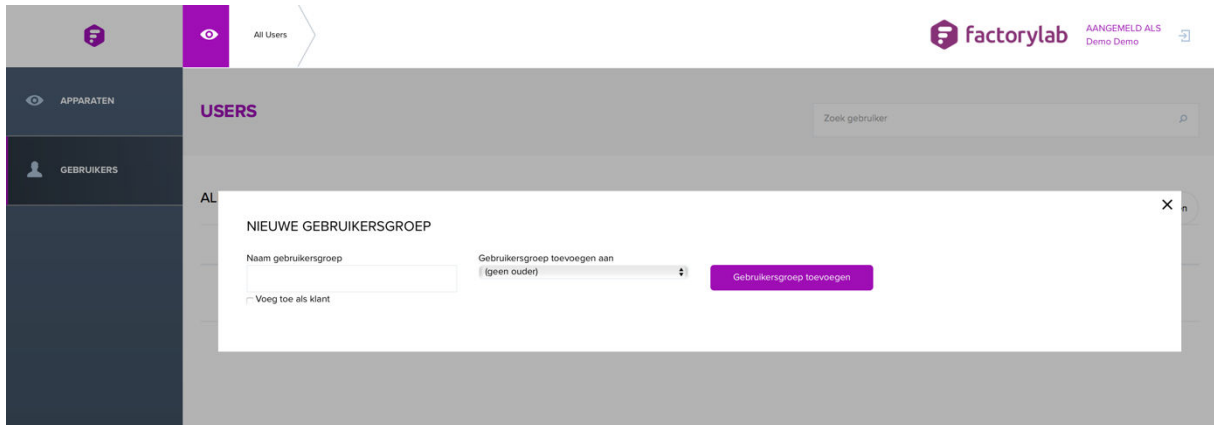 All Users
factorylab
AANGEMELD ALS
Demo Demo
APPARATEN
GEBRUIKERS
USERS
Zoek gebruiker
AL
en
NIEUWE GEBRUIKERSGROEP
Naam gebruikersgroep
Gebruikersgroep toevoegen aan
(geen ouder)
Gebruikersgroep toevoegen
Voeg toe als klant